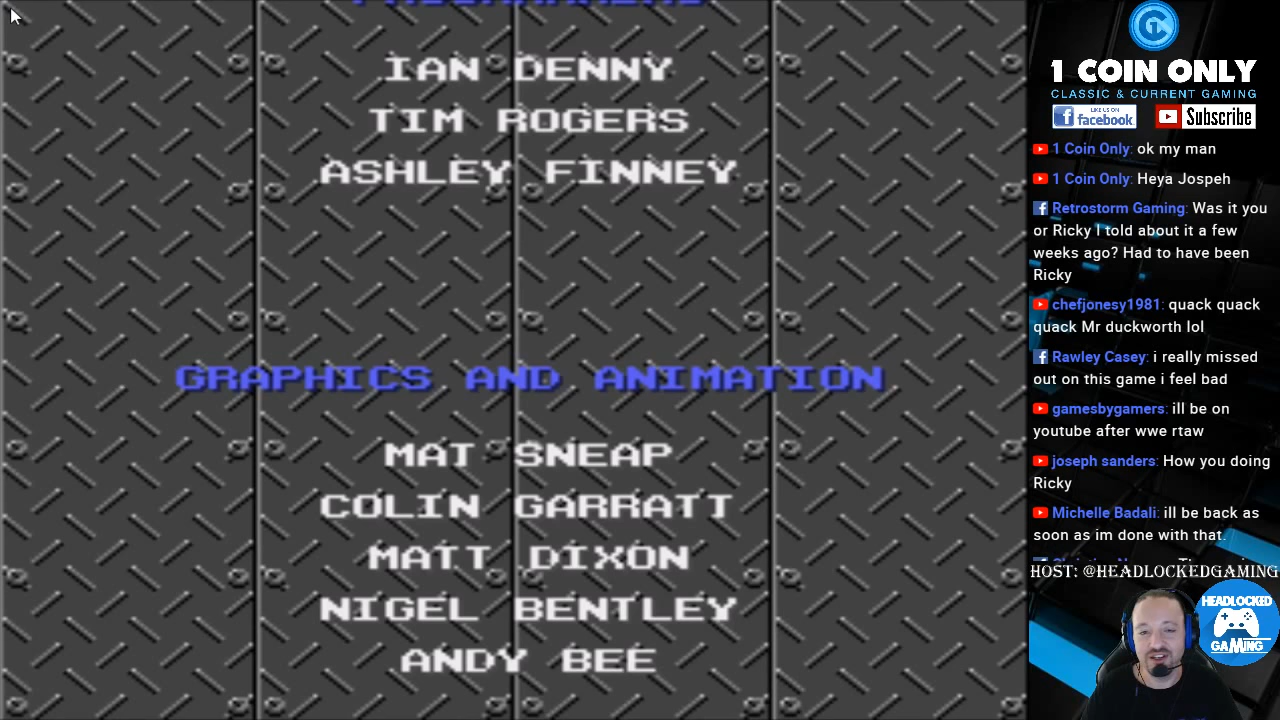 PROGRAMMERS
IAN DENNY
TIM ROGERS
ASHLEY FINNEY
GRAPHICS AND ANIMATION
MAT SNEAP
COLIN GARRATT
MATT DIXON
NIGEL BENTLEY
ANDY BEE
1 COIN ONLY
CLASSIC & CURRENT GAMING
LIKE US ON
facebook
Subscribe
1 Coin Only: ok my man
1 Coin Only: Heya Jospeh
Retrostorm Gaming: Was it you
or Ricky I told about it a few
weeks ago? Had to have been
Ricky
chefjonesy1981: quack quack
quack Mr duckworth lol
Rawley Casey: i really missed
out on this game i feel bad
gamesbygamers: ill be on
youtube after wwe rtaw
joseph sanders: How you doing
Ricky
Michelle Badali: ill be back as
soon as im done with that.
HOST: @HEADLOCKEDGAMING
HEADLOCKED
GAMING